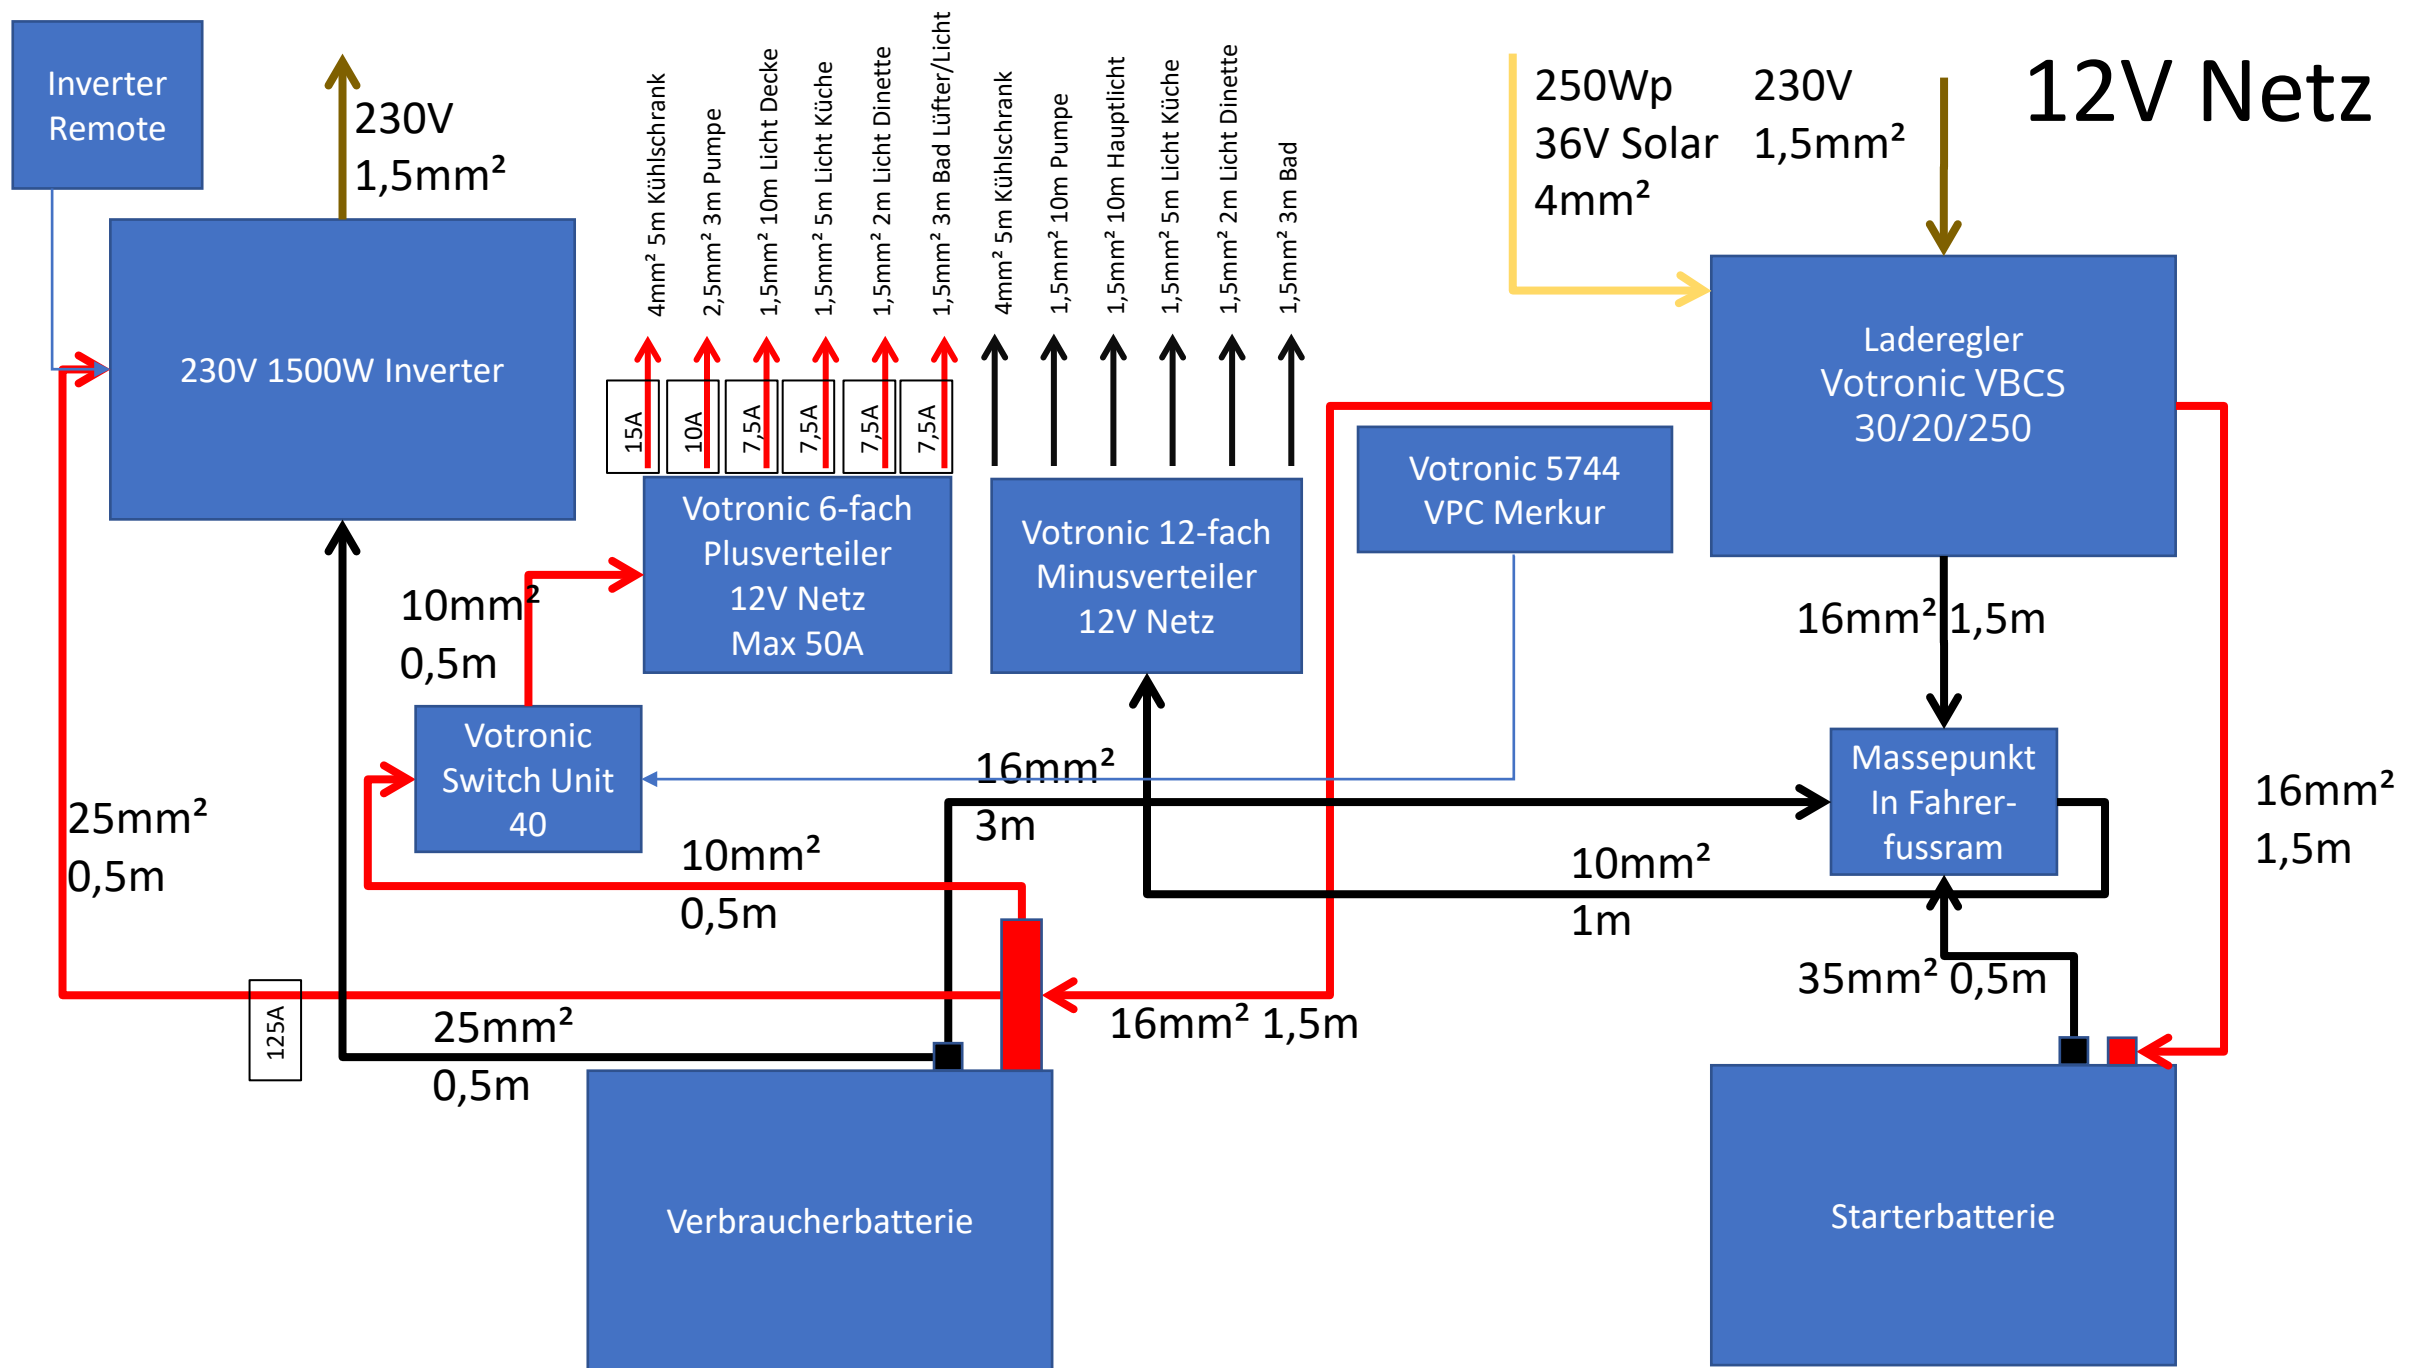 12V Netz
Inverter
Remote
230V
1,5mm²
4mm² 5m Kühlschrank
2,5mm² 3m Pumpe
1,5mm² 10m Licht Decke
1,5mm² 5m Licht Küche
1,5mm² 2m Licht Dinette
1,5mm² 3m Bad Lüfter/Licht
4mm² 5m Kühlschrank
1,5mm² 10m Pumpe
1,5mm² 10m Hauptlicht
1,5mm² 5m Licht Küche
1,5mm² 2m Licht Dinette
1,5mm² 3m Bad
250Wp
36V Solar
4mm²
230V
1,5mm²
230V 1500W Inverter
15A
10A
7,5A
7,5A
7,5A
7,5A
Laderegler
Votronic VBCS
30/20/250
Votronic 6-fach
Plusverteiler
12V Netz
Max 50A
Votronic 12-fach
Minusverteiler
12V Netz
Votronic 5744
VPC Merkur
10mm²
0,5m
16mm² 1,5m
Votronic
Switch Unit
40
16mm²
3m
Massepunkt
In Fahrer-
fussram
16mm²
1,5m
25mm²
0,5m
10mm²
0,5m
10mm²
1m
35mm² 0,5m
125A
25mm²
0,5m
16mm² 1,5m
Verbraucherbatterie
Starterbatterie